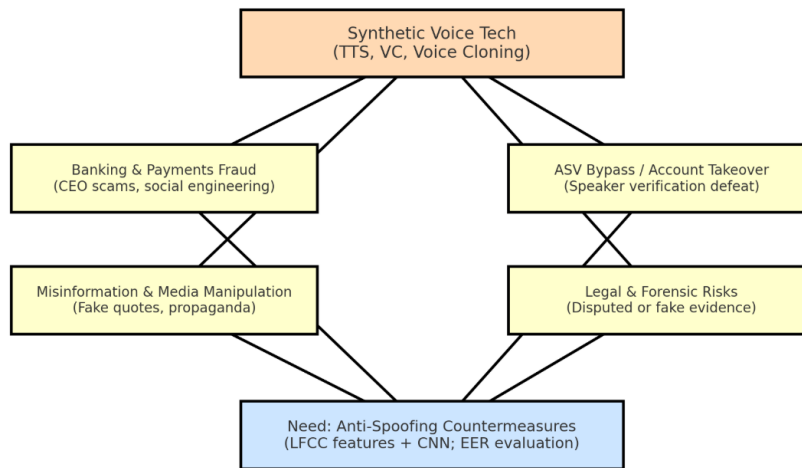 Synthetic Voice Tech
(TTS, VC, Voice Cloning)
Banking & Payments Fraud
(CEO scams, social engineering)
ASV Bypass / Account Takeover
(Speaker verification defeat)
Misinformation & Media Manipulation
(Fake quotes, propaganda)
Legal & Forensic Risks
(Disputed or fake evidence)
Need: Anti-Spoofing Countermeasures
(LFCC features + CNN; EER evaluation)